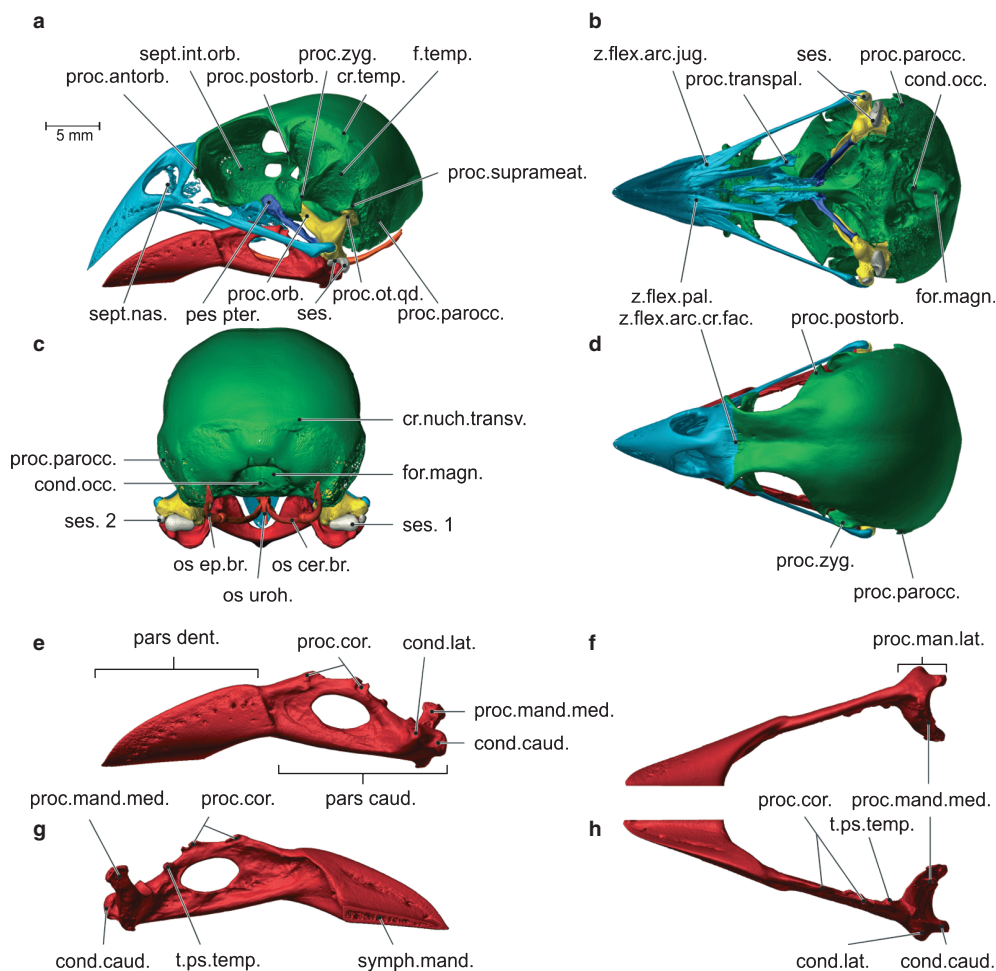 a
sept.int.orb.
proc.zyg.
f.temp.
proc.antorb.
proc.postorb.
cr.temp.
5 mm
proc.suprameat.
proc.orb.
proc.ot.qd.
sept.nas.
pes pter.
ses.
proc.parocc.
b
z.flex.arc.jug.
ses.
proc.parocc.
proc.transpal.
cond.occ.
z.flex.pal.
for.magn.
c
cr.nuch.transv.
proc.parocc.
for.magn.
cond.occ.
ses. 2
ses. 1
os ep.br.
os cer.br.
os uroh.
z.flex.arc.cr.fac.
proc.postorb.
d
proc.zyg.
proc.parocc.
e
pars dent.
proc.cor.
cond.lat.
proc.mand.med.
cond.caud.
pars caud.
f
proc.man.lat.
proc.mand.med.
g
proc.mand.med.
proc.cor.
cond.caud.
t.ps.temp.
symph.mand.
h
proc.cor.
t.ps.temp.
cond.lat.
cond.caud.